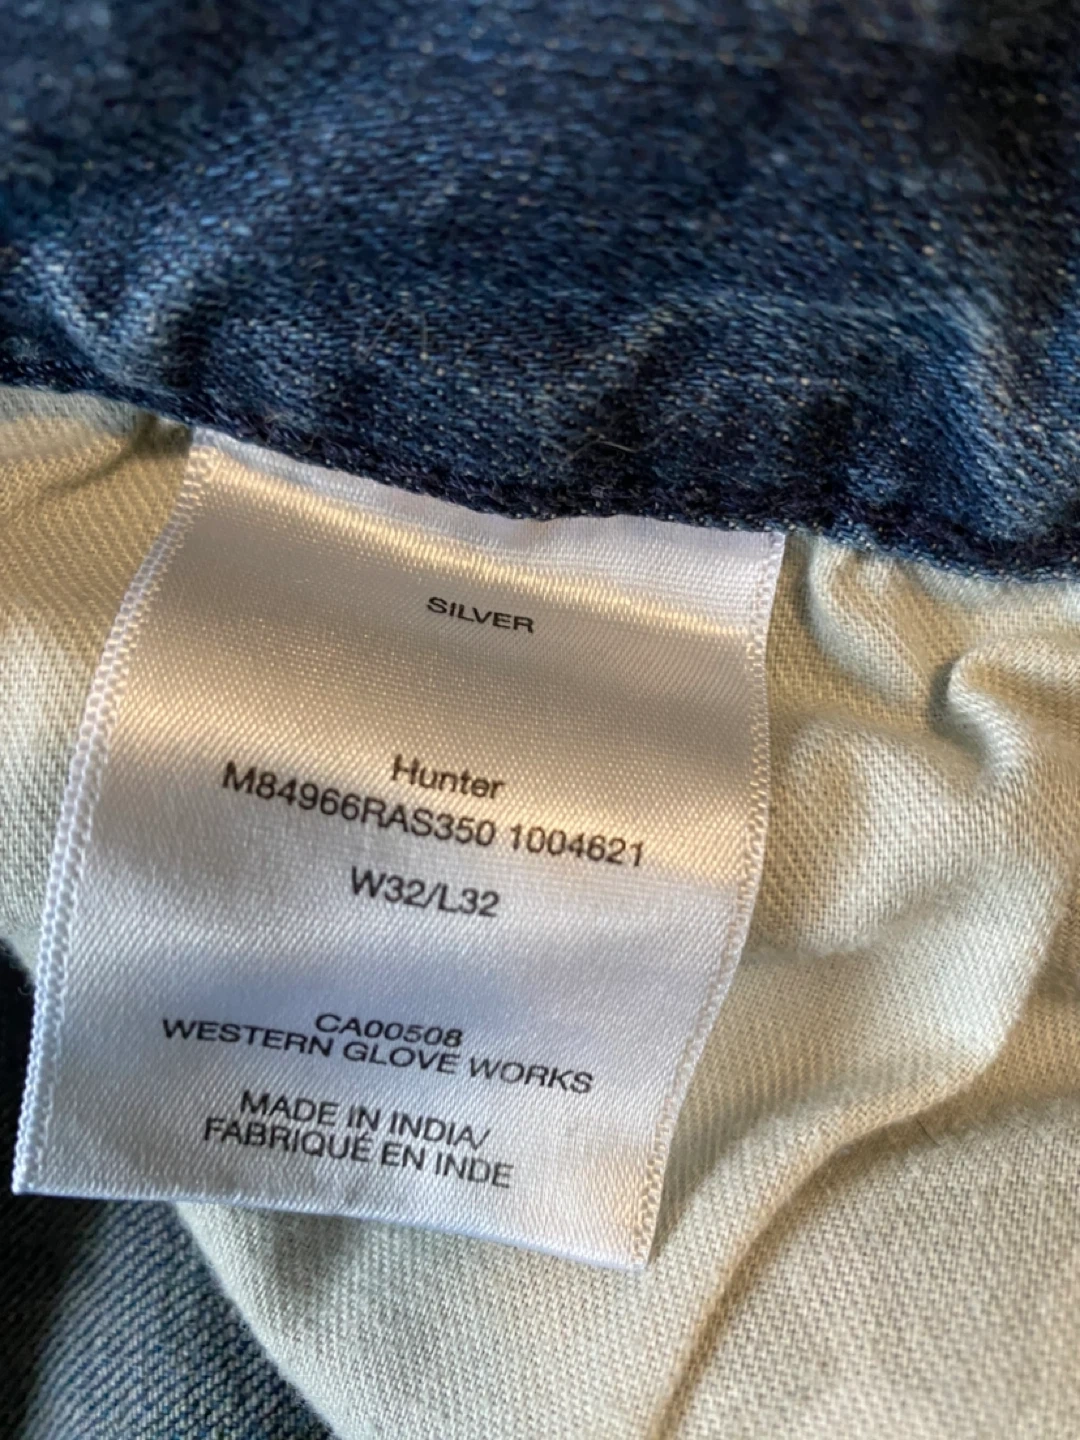 SILVER
Hunter
M84966RAS350 1004621
W32/L32
CA00508
WESTERN GLOVE WORKS
MADE IN INDIA/
FABRIQUÉ EN INDE